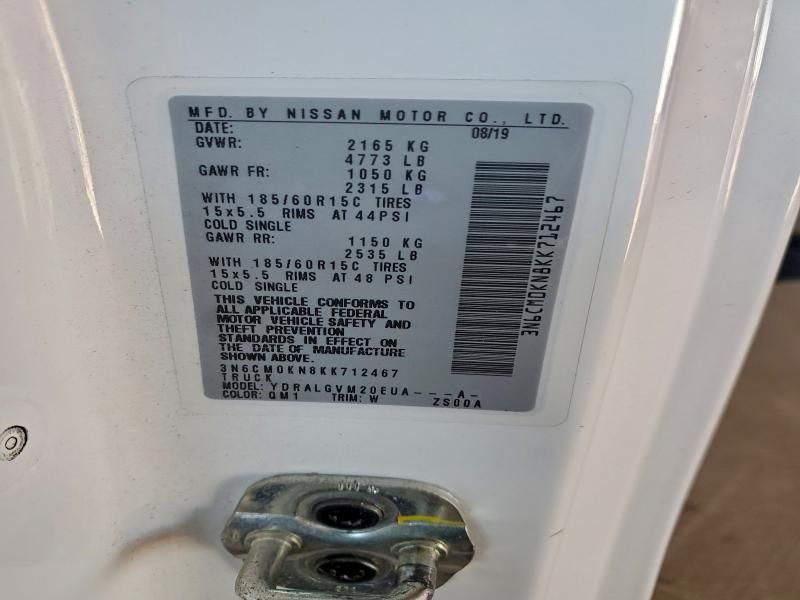 MFD. BY NISSAN MOTOR CO., LTD.
DATE: 08/19
GVWR: 2165 KG
4773 LB
GAWR FR: 1050 KG
2315 LB
WITH 185/60R15C TIRES
15x5.5 RIMS AT 44PSI
COLD SINGLE
GAWR RR: 1150 KG
2535 LB
WITH 185/60R15C TIRES
15x5.5 RIMS AT 48 PSI
COLD SINGLE
THIS VEHICLE CONFORMS TO
ALL APPLICABLE FEDERAL
MOTOR VEHICLE SAFETY AND
THEFT PREVENTION
STANDARDS IN EFFECT ON
THE DATE OF MANUFACTURE
SHOWN ABOVE.
3N6CM0KN8KK712467
TRUCK
MODEL: YDRALGVM20EUA---A-
COLOR: QM1 TRIM: W ZS00A
3N6CM0KN8KK712467